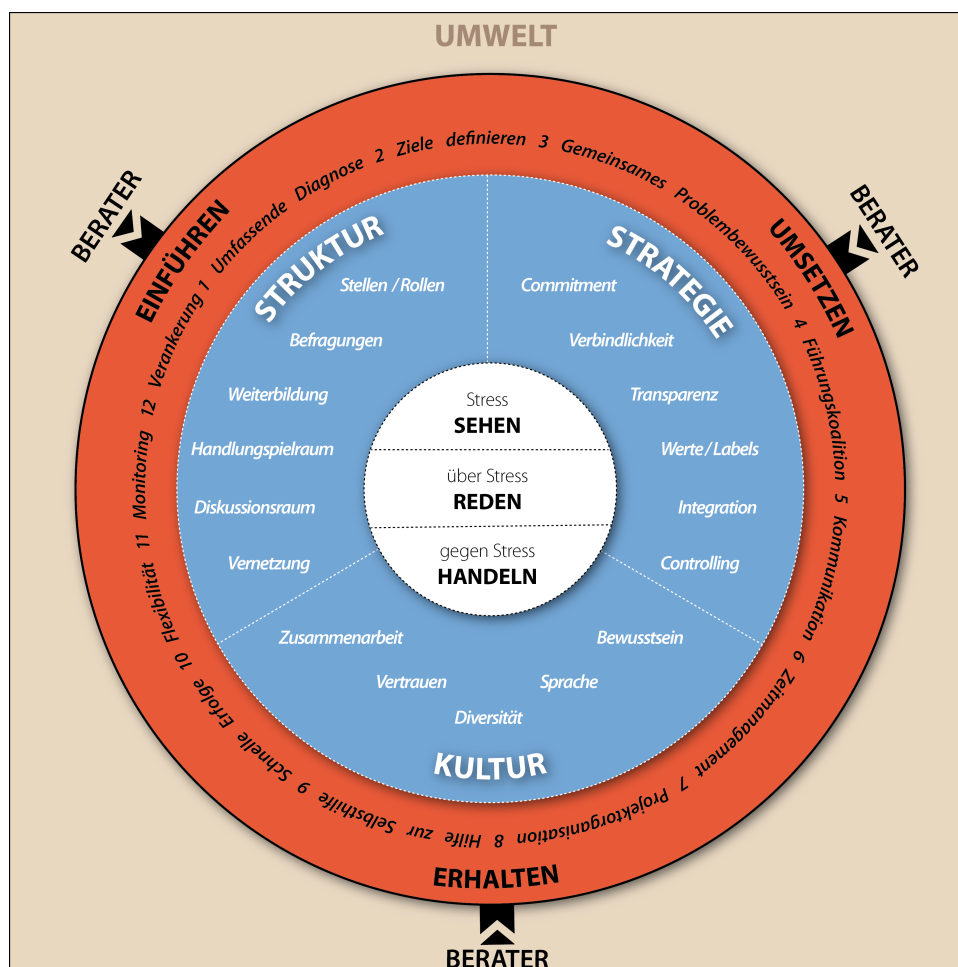 UMWELT
BERATER
BERATER
EINFÜHREN
UMSETZEN
1 Umfassende Diagnose 2 Ziele definieren 3 Gemeinsames Problembewusstsein 4 Führungskoalition 5 Kommunikation 6 Zeitmanagement 7 Projektorganisation 8 Hilfe zur Selbsthilfe 9 Schnelle Erfolge 10 Flexibilität 11 Monitoring 12 Verankerung
STRUKTUR
Stellen / Rollen
Befragungen
Weiterbildung
Handlungspielraum
Diskussionsraum
Vernetzung
STRATEGIE
Commitment
Verbindlichkeit
Transparenz
Werte / Labels
Integration
Controlling
Stress
SEHEN
über Stress
REDEN
gegen Stress
HANDELN
Zusammenarbeit
Bewusstsein
Vertrauen
Sprache
Diversität
KULTUR
ERHALTEN
BERATER